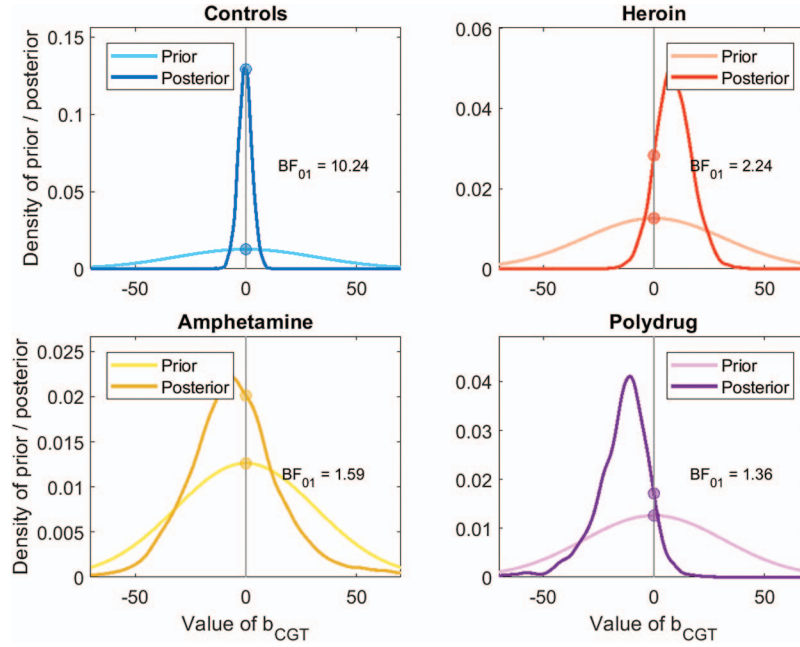 Controls
Density of prior / posterior
0.15
0.1
0.05
0
-50
0
50
Prior
Posterior
BF01 = 10.24
Heroin
0.06
0.04
0.02
0
-50
0
50
Prior
Posterior
BF01 = 2.24
Amphetamine
Density of prior / posterior
0.025
0.02
0.015
0.01
0.005
0
-50
0
50
Value of bCGT
Prior
Posterior
BF01 = 1.59
Polydrug
0.04
0.03
0.02
0.01
0
-50
0
50
Value of bCGT
Prior
Posterior
BF01 = 1.36